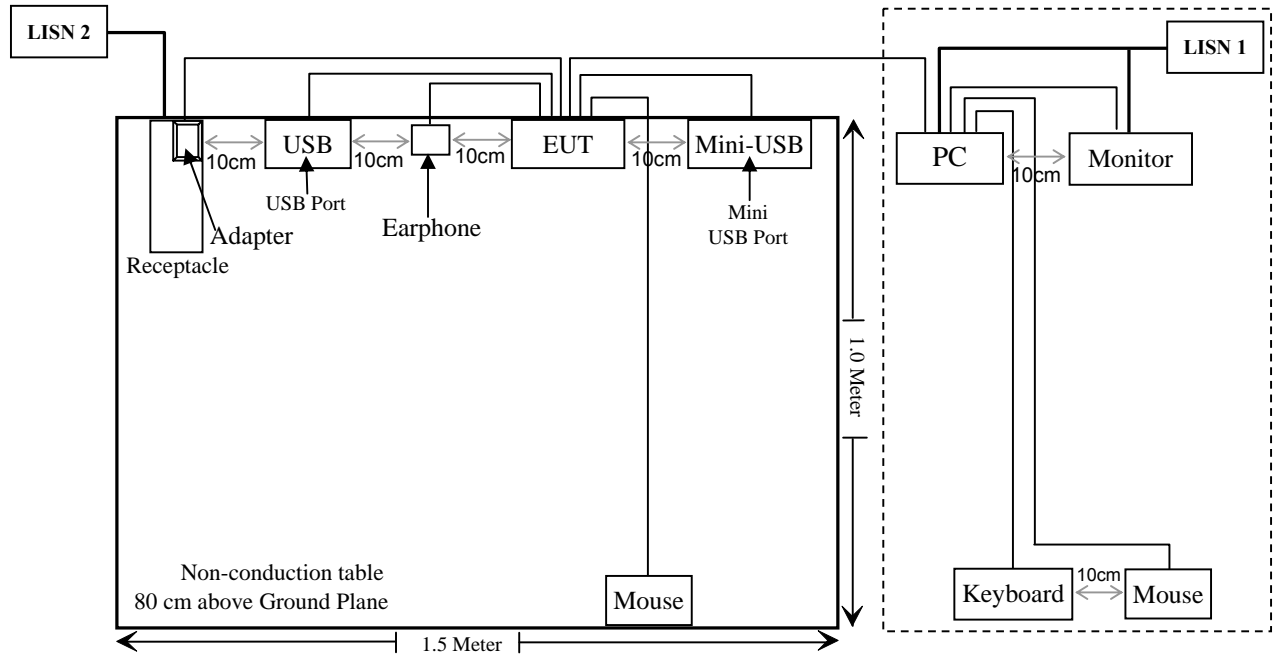 LISN 2
LISN 1
USB
EUT
Mini-USB
PC
Monitor
10cm
10cm
10cm
10cm
10cm
USB Port
Earphone
Mini
USB Port
Adapter
Receptacle
1.0 Meter
Non-conduction table
80 cm above Ground Plane
Mouse
Keyboard
10cm
Mouse
1.5 Meter